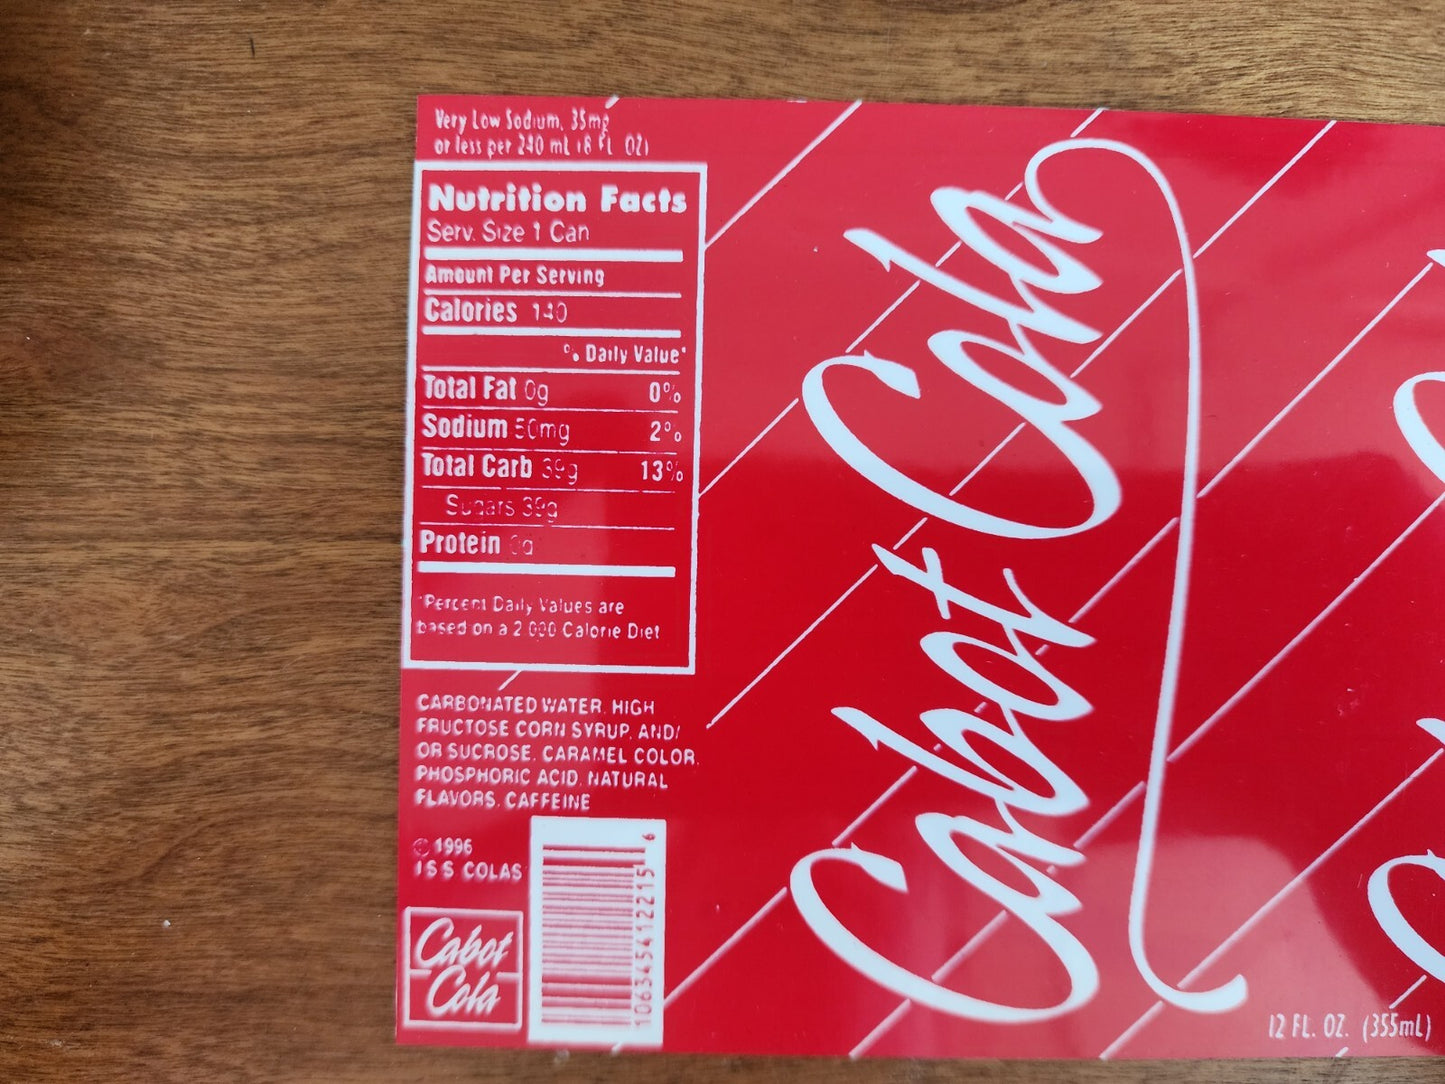 Very Low Sodium, 35mg
or less per 240 mL (8 FL OZ)
Nutrition Facts
Serv. Size 1 Can
Amount Per Serving
Calories 140
% Daily Value*
Total Fat 0g 0%
Sodium 50mg 2%
Total Carb 39g 13%
Sugars 39g
Protein 0g
*Percent Daily Values are
based on a 2,000 Calorie Diet
CARBONATED WATER, HIGH
FRUCTOSE CORN SYRUP, AND/
OR SUCROSE, CARAMEL COLOR,
PHOSPHORIC ACID, NATURAL
FLAVORS, CAFFEINE
© 1996
ISS COLAS
Cabot
Cola
10634541221516
Cabot Cola
12 FL. OZ. (355mL)